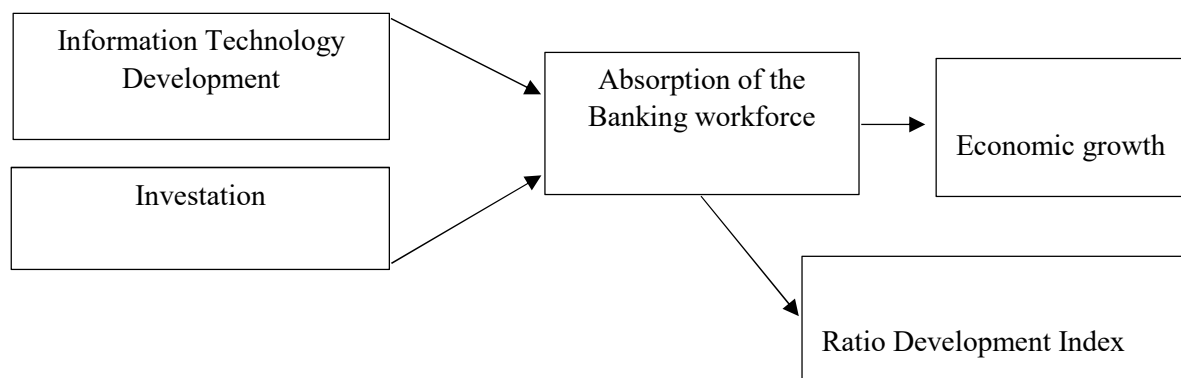 Information Technology
Development
Investation
Absorption of the
Banking workforce
Economic growth
Ratio Development Index